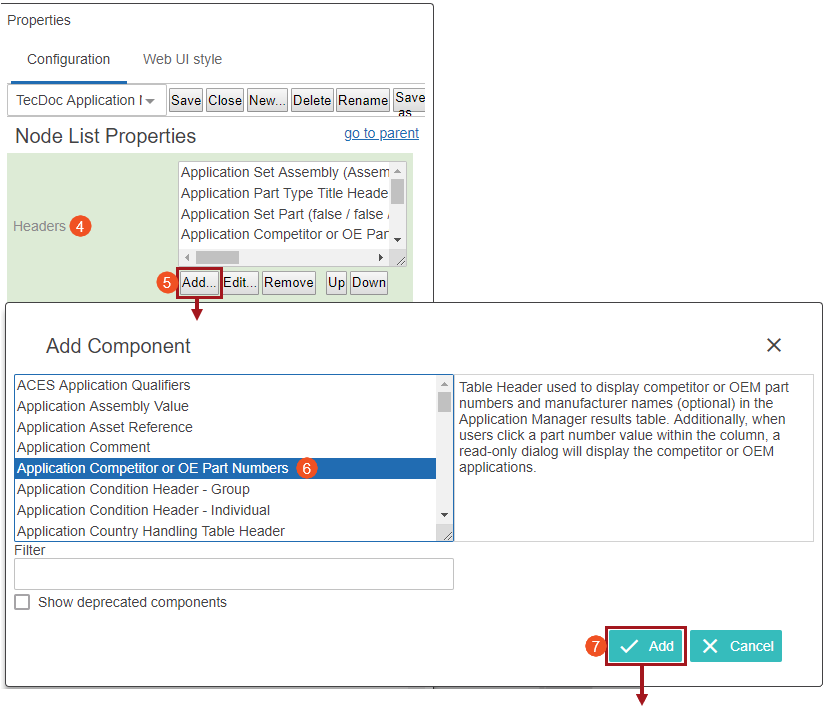 Properties
Configuration Web UI style
TecDoc Application I Save Close New... Delete Rename Save as
Node List Properties go to parent
Application Set Assembly (Assem
Application Part Type Title Heade
Application Set Part (false / false /
Headers 4
Application Competitor or OE Par
5 Add... Edit... Remove Up Down
Add Component
ACES Application Qualifiers
Application Assembly Value
Application Asset Reference
Application Comment
Application Competitor or OE Part Numbers 6
Application Condition Header - Group
Application Condition Header - Individual
Application Country Handling Table Header
Table Header used to display competitor or OEM part
numbers and manufacturer names (optional) in the
Application Manager results table. Additionally, when
users click a part number value within the column, a
read-only dialog will display the competitor or OEM
applications.
Filter
Show deprecated components
7 Add Cancel